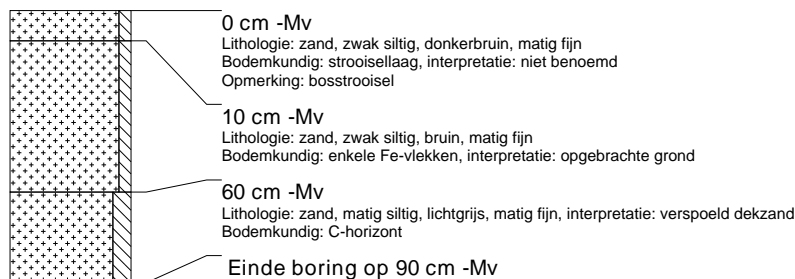 0 cm -Mv
Lithologie: zand, zwak siltig, donkerbruin, matig fijn
Bodemkundig: strooisellaag, interpretatie: niet benoemd
Opmerking: bosstrooisel
10 cm -Mv
Lithologie: zand, zwak siltig, bruin, matig fijn
Bodemkundig: enkele Fe-vlekken, interpretatie: opgebrachte grond
60 cm -Mv
Lithologie: zand, matig siltig, lichtgrijs, matig fijn, interpretatie: verspoeld dekzand
Bodemkundig: C-horizont
Einde boring op 90 cm -Mv